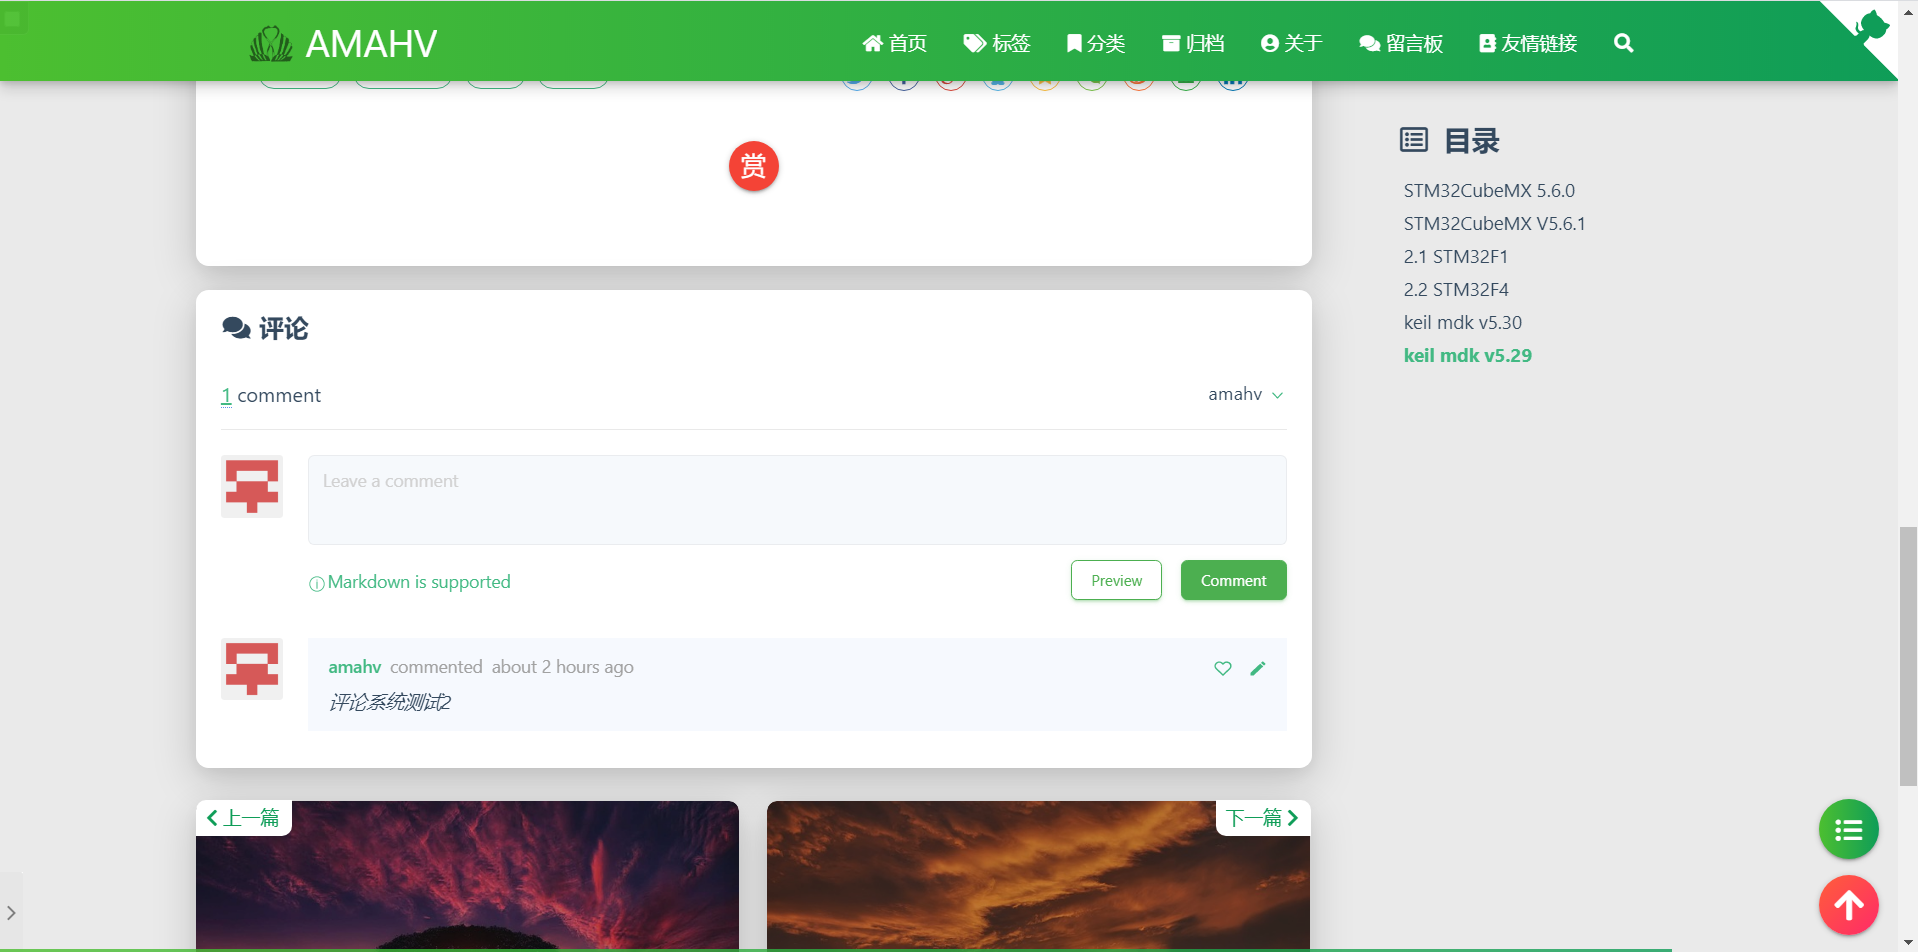 AMAHV
首页 标签 分类 归档 关于 留言板 友情链接
赏
目录
STM32CubeMX 5.6.0
STM32CubeMX V5.6.1
2.1 STM32F1
2.2 STM32F4
keil mdk v5.30
keil mdk v5.29
评论
1 comment
amahv
Leave a comment
Markdown is supported
Preview
Comment
amahv commented about 2 hours ago
评论系统测试2
上一篇
下一篇